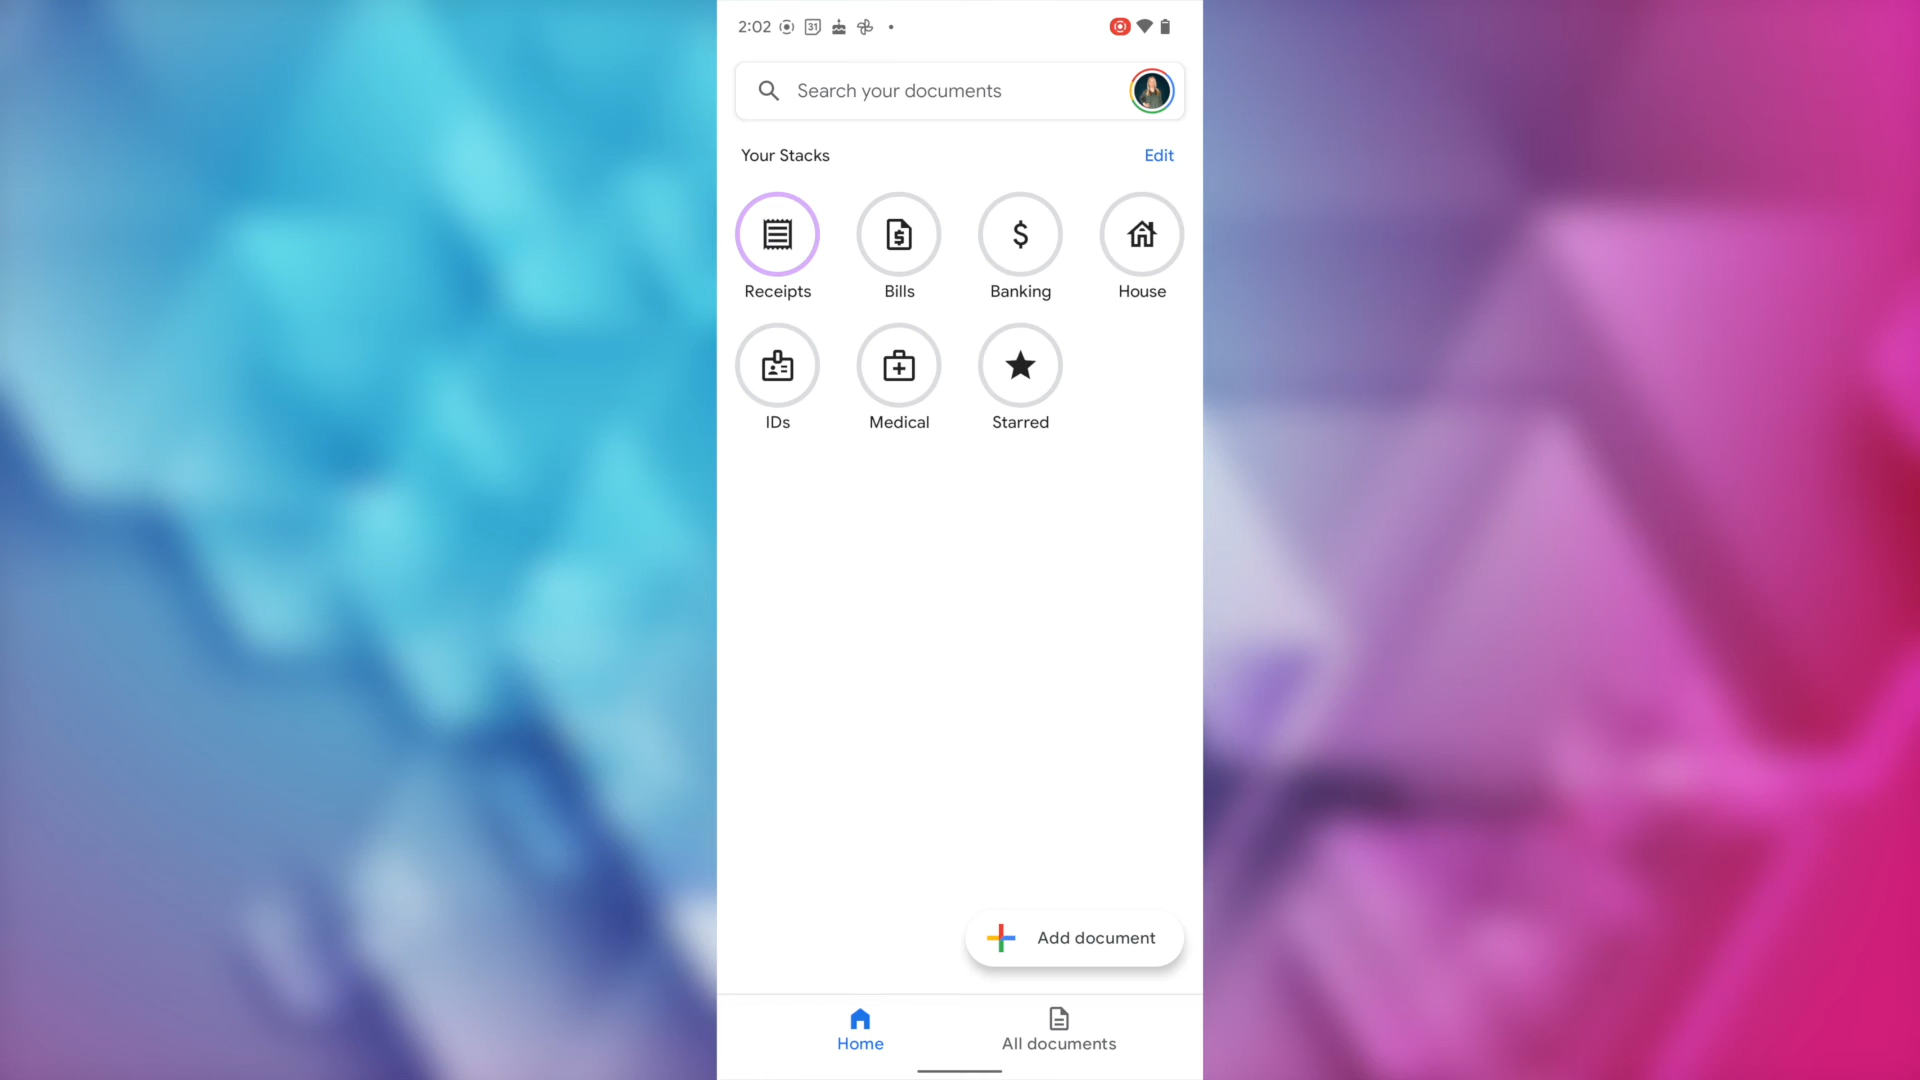 2:02
31
Search your documents
Your Stacks
Edit
Receipts
Bills
Banking
House
IDs
Medical
Starred
Add document
Home
All documents